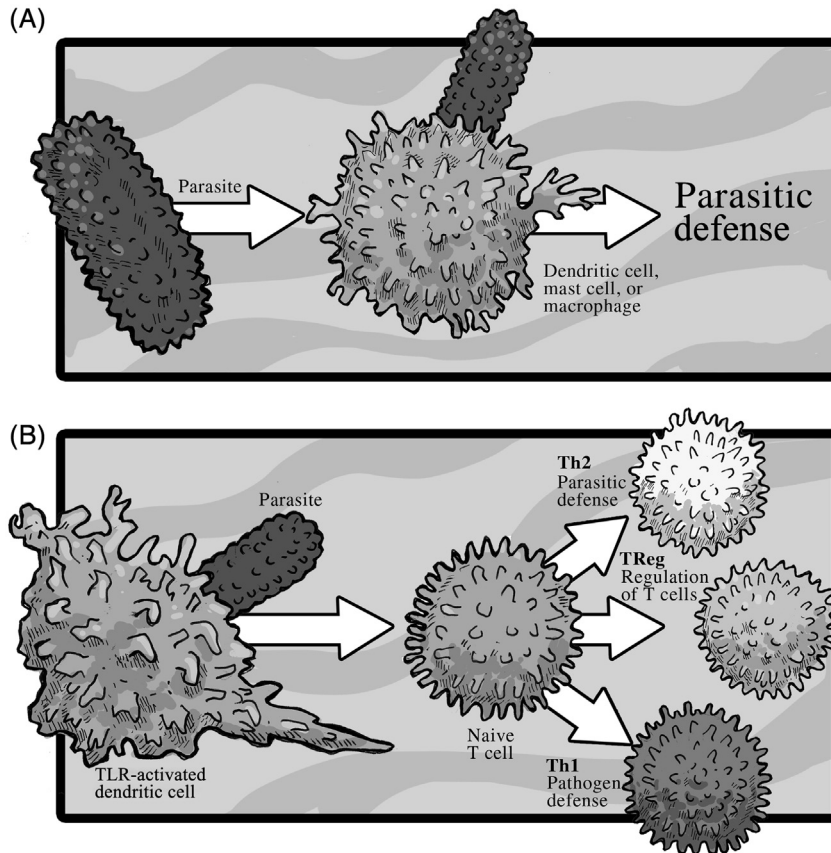 (A)
Parasite
Parasitic
defense
Dendritic cell,
mast cell, or
macrophage
(B)
Parasite
Th2
Parasitic
defense
TReg
Regulation
of T cells
Naive
T cell
TLR-activated
dendritic cell
Th1
Pathogen
defense